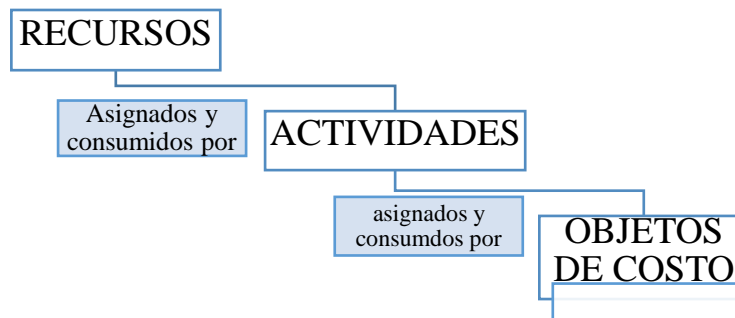 RECURSOS
Asignados y
consumidos por
ACTIVIDADES
asignados y
consumdos por
OBJETOS
DE COSTO